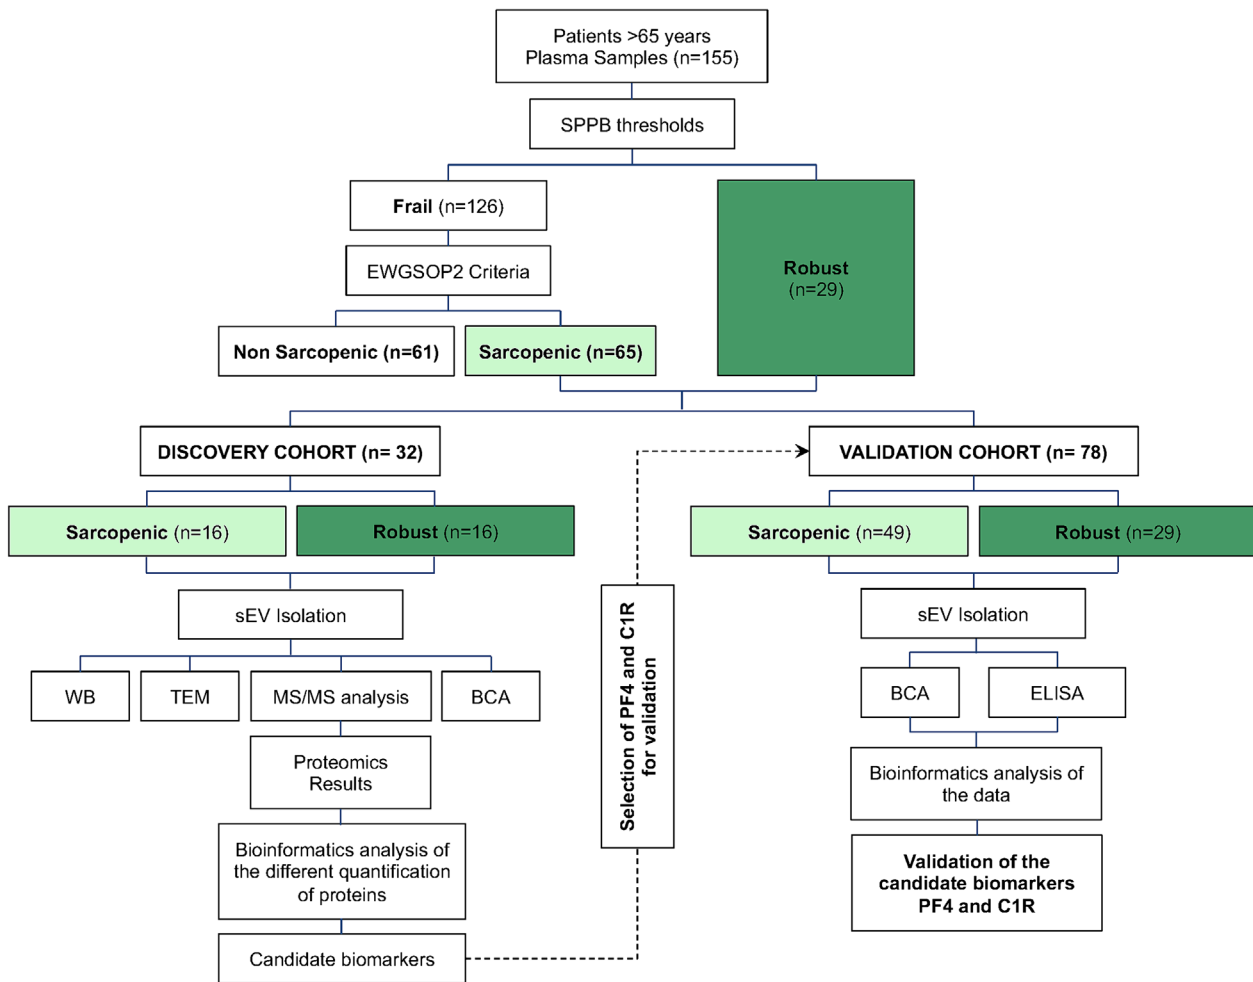 Patients >65 years
Plasma Samples (n=155)
SPPB thresholds
Frail (n=126)
Robust
(n=29)
EWGSOP2 Criteria
Non Sarcopenic (n=61)
Sarcopenic (n=65)
DISCOVERY COHORT (n= 32)
VALIDATION COHORT (n= 78)
Sarcopenic (n=16)
Robust (n=16)
Sarcopenic (n=49)
Robust (n=29)
sEV Isolation
WB
TEM
MS/MS analysis
BCA
Proteomics
Results
Bioinformatics analysis of
the different quantification
of proteins
Candidate biomarkers
Selection of PF4 and C1R
for validation
sEV Isolation
BCA
ELISA
Bioinformatics analysis of
the data
Validation of the
candidate biomarkers
PF4 and C1R